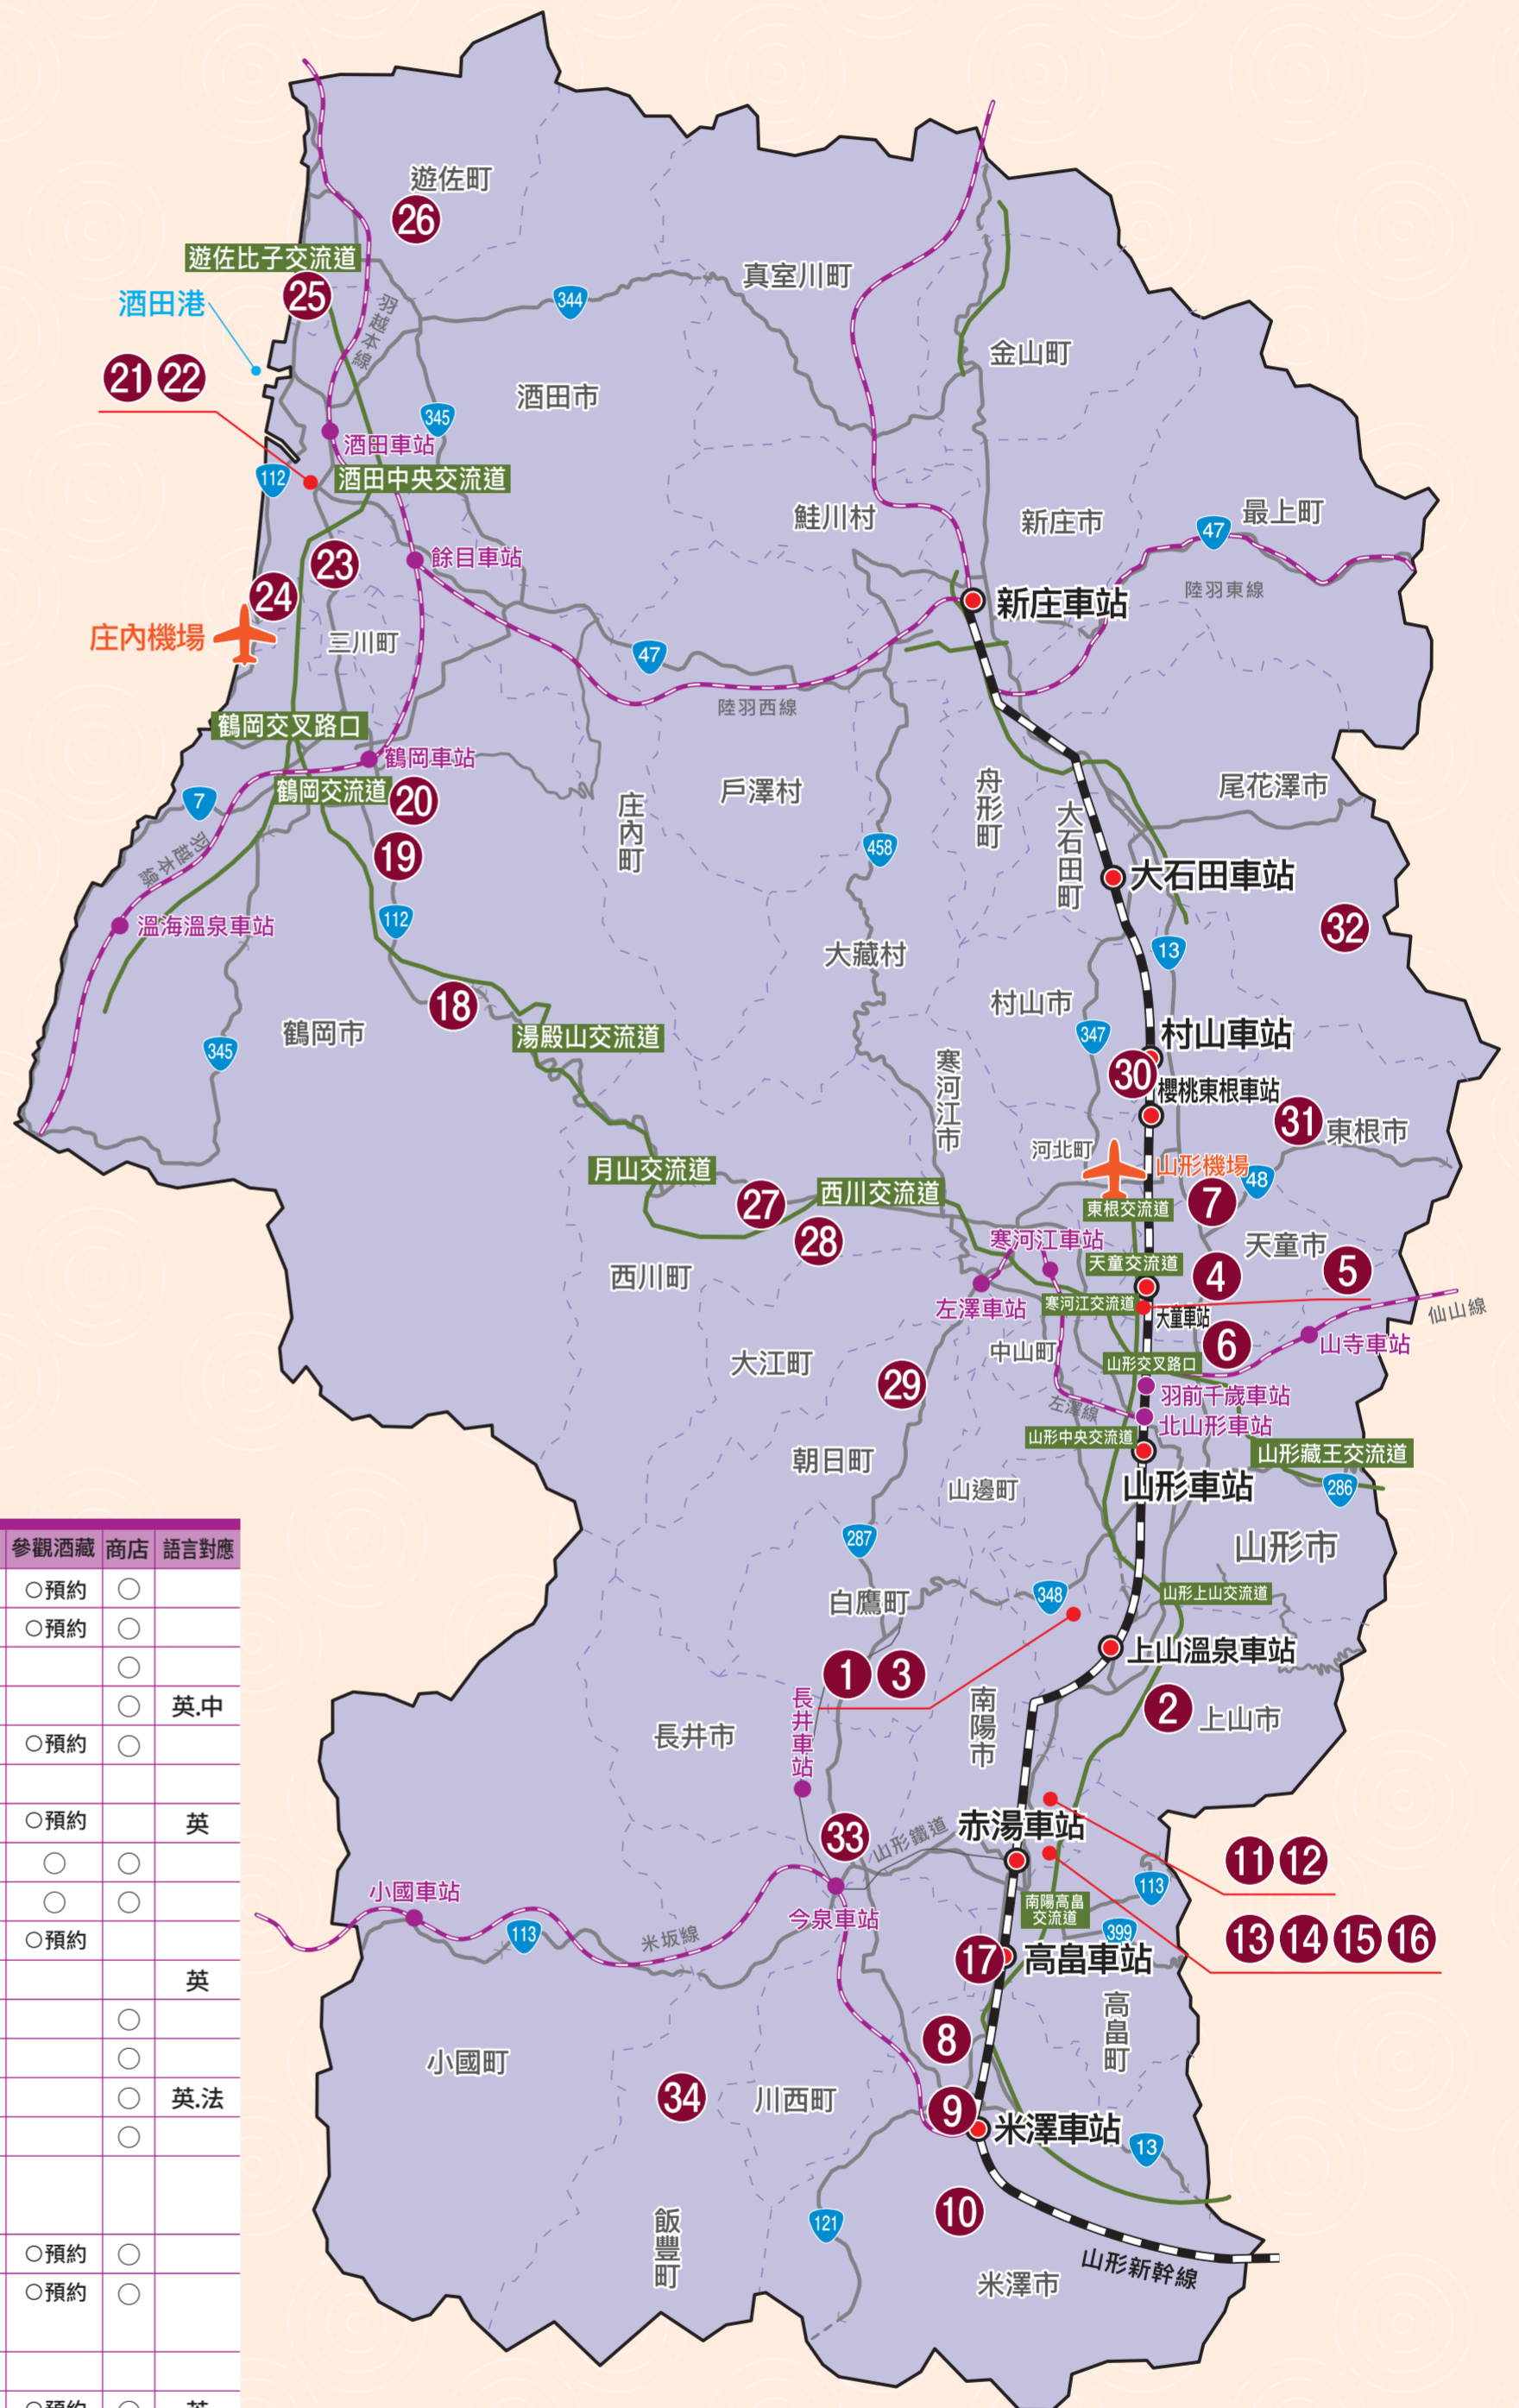 遊佐町
26
遊佐比子交流道
25
酒田港
羽越本線
344
真室川町
金山町
21 22
酒田市
345
酒田車站
酒田中央交流道
112
鮭川村
新庄市
最上町
47
23
餘目車站
24
陸羽東線
新庄車站
庄內機場
三川町
47
陸羽西線
鶴岡交叉路口
鶴岡車站
鶴岡交流道
20
7
羽越本線
19
庄內町
戶澤村
舟形町
大石田町
尾花澤市
458
大石田車站
溫海溫泉車站
112
32
大藏村
13
18
村山市
鶴岡市
湯殿山交流道
345
347
村山車站
30
櫻桃東根車站
寒河江市
31
東根市
河北町
山形機場
48
月山交流道
西川交流道
27
7
東根交流道
28
寒河江車站
天童市
天童交流道
4
5
西川町
左澤車站
寒河江交流道
天童車站
仙山線
中山町
6
山寺車站
大江町
山形交叉路口
29
羽前千歲車站
左澤線
北山形車站
山形中央交流道
山形藏王交流道
朝日町
山邊町
山形車站
286
287
山形市
348
山形上山交流道
白鷹町
上山溫泉車站
1 3
長井車站
南陽市
2
上山市
長井市
赤湯車站
33
山形鐵道
11 12
113
小國車站
今泉車站
南陽高畠
交流道
113
米坂線
399
13 14 15 16
17
高畠車站
高畠町
8
小國町
34
川西町
9
米澤車站
13
10
121
飯豐町
米澤市
山形新幹線
參觀酒藏 商店 語言對應
○預約 ○
○預約 ○
○
○ 英.中
○預約 ○
○預約 英
○ ○
○ ○
○預約
英
○
○
○ 英.法
○
○預約 ○
○預約 ○
○預約 ○ 英